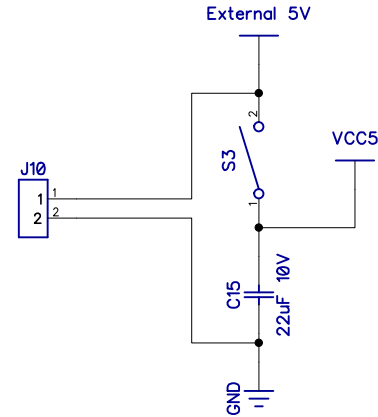 External 5V
2
S3
VCC5
J10
1 1
2 2
1
C15
22uF 10V
GND